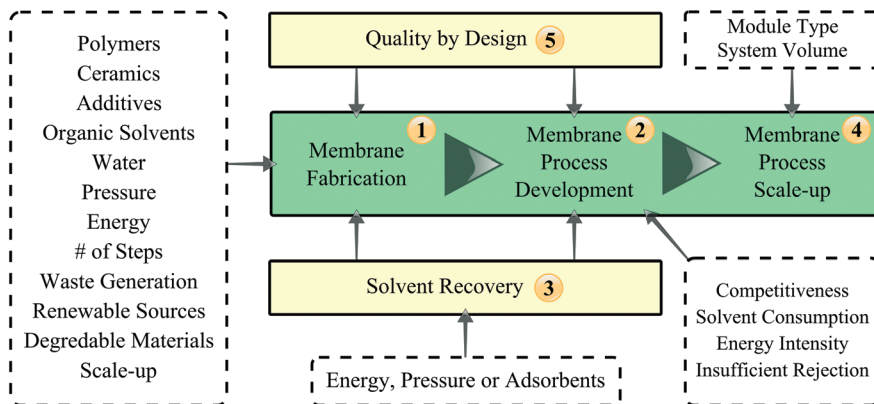 Polymers
Ceramics
Additives
Organic Solvents
Water
Pressure
Energy
# of Steps
Waste Generation
Renewable Sources
Degredable Materials
Scale-up
Quality by Design 5
Module Type
System Volume
1
Membrane
Fabrication
2
Membrane
Process
Development
4
Membrane
Process
Scale-up
Solvent Recovery 3
Energy, Pressure or Adsorbents
Competitiveness
Solvent Consumption
Energy Intensity
Insufficient Rejection